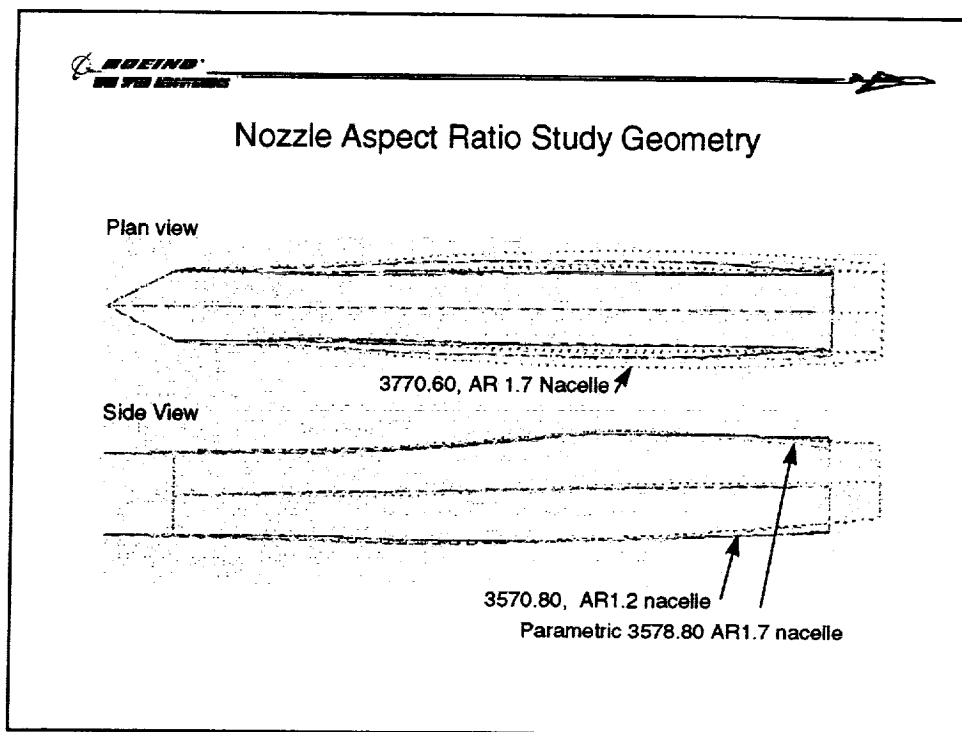 BOEING
Nozzle Aspect Ratio Study Geometry
Plan view
3770.60, AR 1.7 Nacelle
Side View
3570.80, AR1.2 nacelle
Parametric 3578.80 AR1.7 nacelle